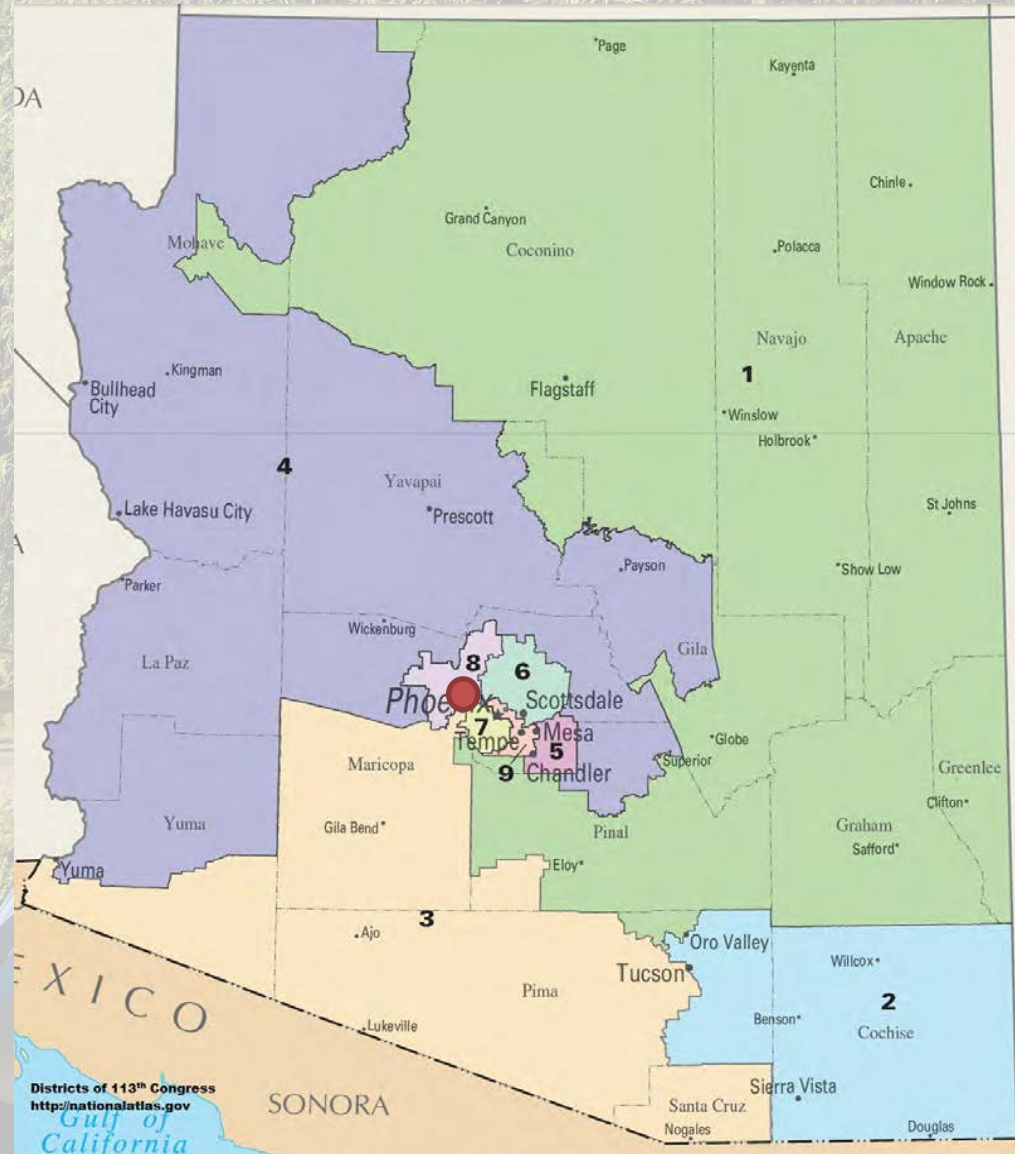 Page
Kayenta
DA
Chinle
Grand Canyon
Mohave
Coconino
Polacca
Window Rock
Navajo
Apache
Kingman
1
Bullhead
City
Flagstaff
Winslow
Holbrook
4
Yavapai
Lake Havasu City
Prescott
St Johns
A
Payson
Show Low
Parker
Wickenburg
La Paz
8
6
Gila
Phoenix
Scottsdale
7
Tempe
Mesa
5
Globe
Superior
Maricopa
9
Chandler
Greenlee
Clifton
Yuma
Gila Bend
Pinal
Graham
Safford
Yuma
Eloy
3
Ajo
Oro Valley
Willcox
Tucson
EXICO
Pima
2
Benson
Cochise
Lukeville
Districts of 113th Congress
http://nationalatlas.gov
Gulf of
California
SONORA
Sierra Vista
Santa Cruz
Nogales
Douglas